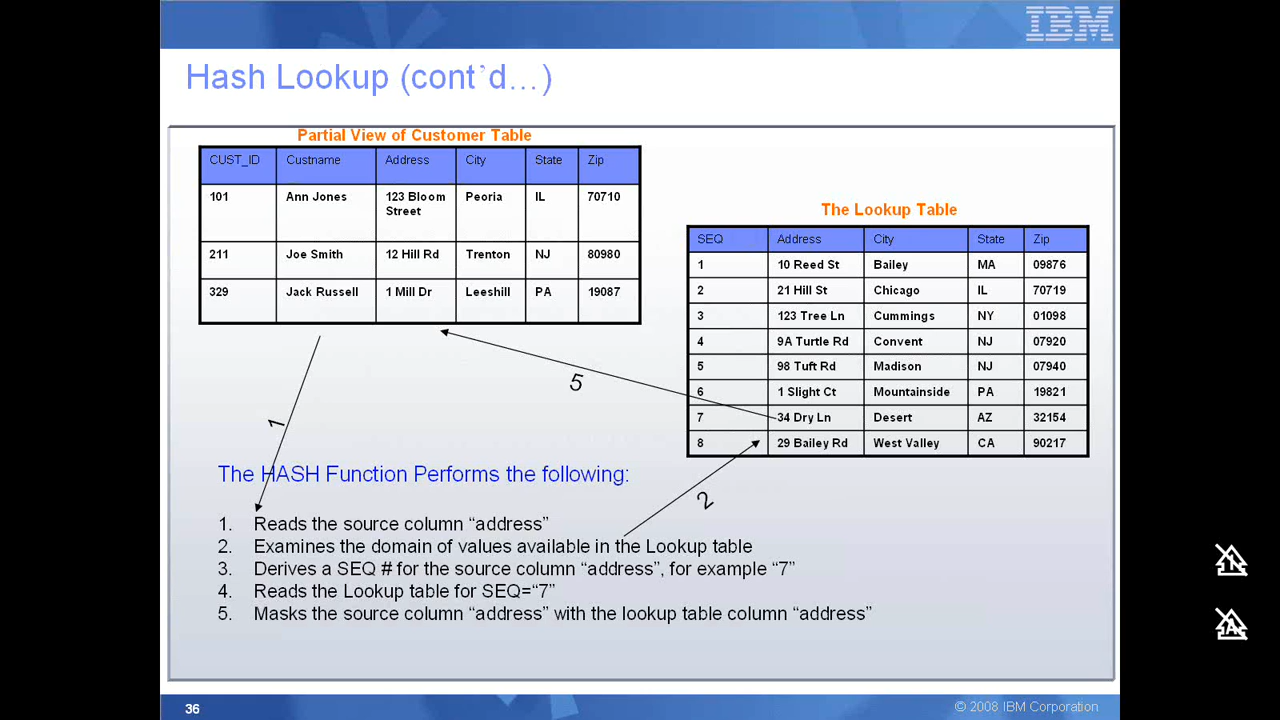 IBM
Hash Lookup (cont’d…)
Partial View of Customer Table
CUST_ID Custname Address City State Zip
101 Ann Jones 123 Bloom Street Peoria IL 70710
211 Joe Smith 12 Hill Rd Trenton NJ 80980
329 Jack Russell 1 Mill Dr Leeshill PA 19087
The Lookup Table
SEQ Address City State Zip
1 10 Reed St Bailey MA 09876
2 21 Hill St Chicago IL 70719
3 123 Tree Ln Cummings NY 01098
4 9A Turtle Rd Convent NJ 07920
5 98 Tuft Rd Madison NJ 07940
6 1 Slight Ct Mountainside PA 19821
7 34 Dry Ln Desert AZ 32154
8 29 Bailey Rd West Valley CA 90217
5
1
2
The HASH Function Performs the following:
1. Reads the source column “address”
2. Examines the domain of values available in the Lookup table
3. Derives a SEQ # for the source column “address”, for example “7”
4. Reads the Lookup table for SEQ=“7”
5. Masks the source column “address” with the lookup table column “address”
1
A
36
© 2008 IBM Corporation